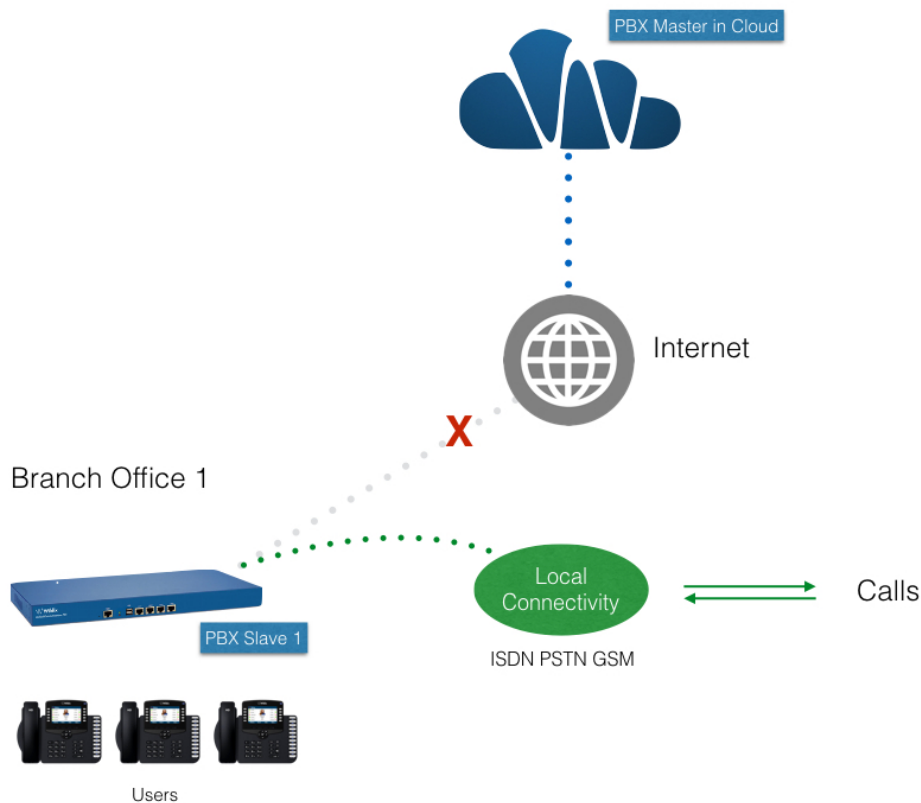 PBX Master in Cloud
Internet
X
Branch Office 1
Local
Connectivity
Calls
PBX Slave 1
ISDN PSTN GSM
Users